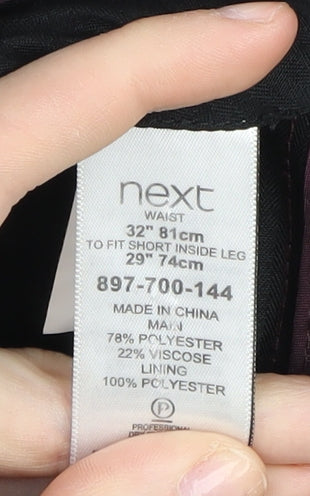 next
WAIST
32" 81cm
TO FIT SHORT INSIDE LEG
29" 74cm
897-700-144
MADE IN CHINA
MAIN
78% POLYESTER
22% VISCOSE
LINING
100% POLYESTER
P
PROFESSIONAL
DRY